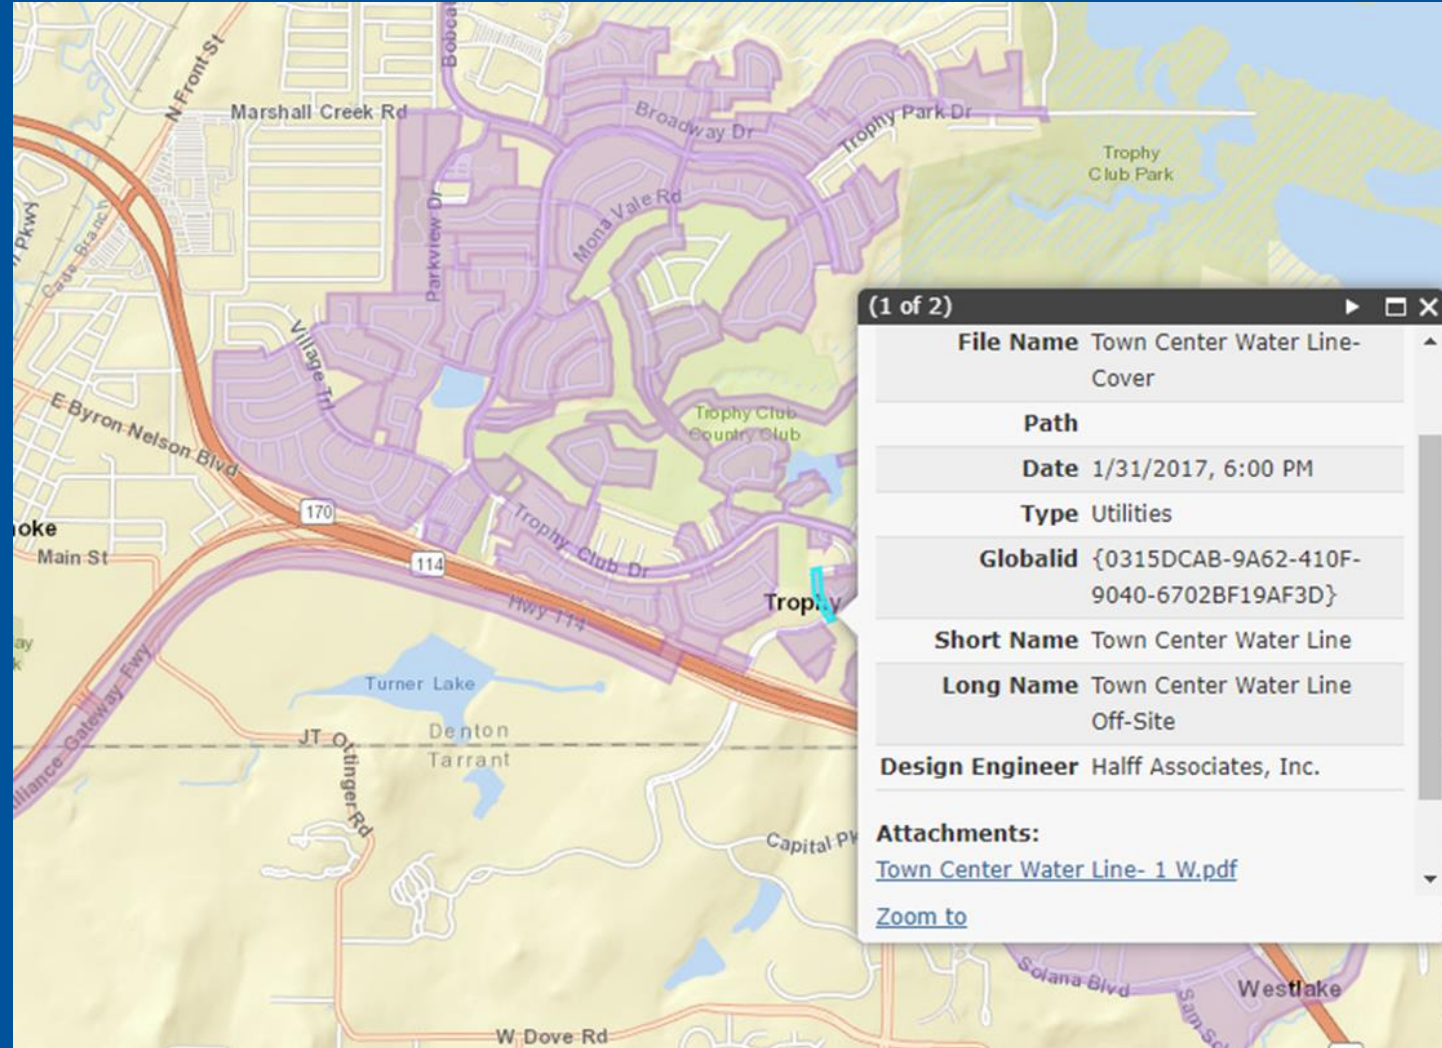 Bobcat
N Front St
Marshall Creek Rd
Broadway Dr
Trophy Park Dr
Trophy
Club Park
Pkwy
Cade Branch
Parkview Dr
Mona Vale Rd
Village Trl
E Byron Nelson Blvd
Trophy Club
Country Club
170
114
oke
Main St
Trophy Club Dr
Hwy 114
Trophy
Turner Lake
Denton
Tarrant
Alliance Gateway Fwy
JT Ottinger Rd
Capital Pk
W Dove Rd
Solana Blvd
Westlake
(1 of 2)
File Name Town Center Water Line-
Cover
Path
Date 1/31/2017, 6:00 PM
Type Utilities
Globalid {0315DCAB-9A62-410F-
9040-6702BF19AF3D}
Short Name Town Center Water Line
Long Name Town Center Water Line
Off-Site
Design Engineer Halff Associates, Inc.
Attachments:
Town Center Water Line- 1 W.pdf
Zoom to